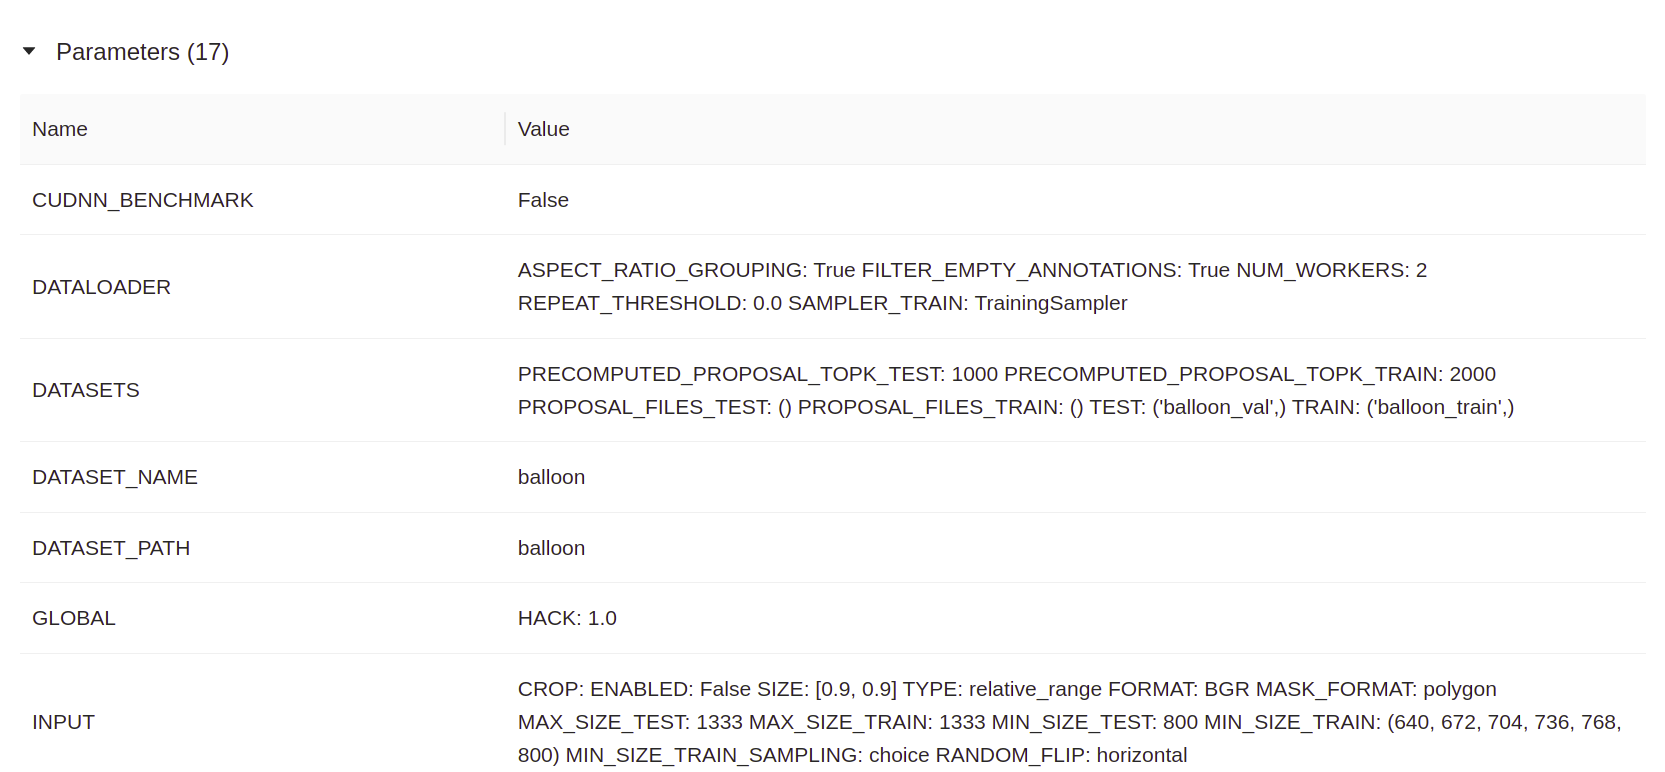 Parameters (17)
Name Value
CUDNN_BENCHMARK False
DATALOADER ASPECT_RATIO_GROUPING: True FILTER_EMPTY_ANNOTATIONS: True NUM_WORKERS: 2
REPEAT_THRESHOLD: 0.0 SAMPLER_TRAIN: TrainingSampler
DATASETS PRECOMPUTED_PROPOSAL_TOPK_TEST: 1000 PRECOMPUTED_PROPOSAL_TOPK_TRAIN: 2000
PROPOSAL_FILES_TEST: () PROPOSAL_FILES_TRAIN: () TEST: ('balloon_val',) TRAIN: ('balloon_train',)
DATASET_NAME balloon
DATASET_PATH balloon
GLOBAL HACK: 1.0
INPUT CROP: ENABLED: False SIZE: [0.9, 0.9] TYPE: relative_range FORMAT: BGR MASK_FORMAT: polygon
MAX_SIZE_TEST: 1333 MAX_SIZE_TRAIN: 1333 MIN_SIZE_TEST: 800 MIN_SIZE_TRAIN: (640, 672, 704, 736, 768,
800) MIN_SIZE_TRAIN_SAMPLING: choice RANDOM_FLIP: horizontal